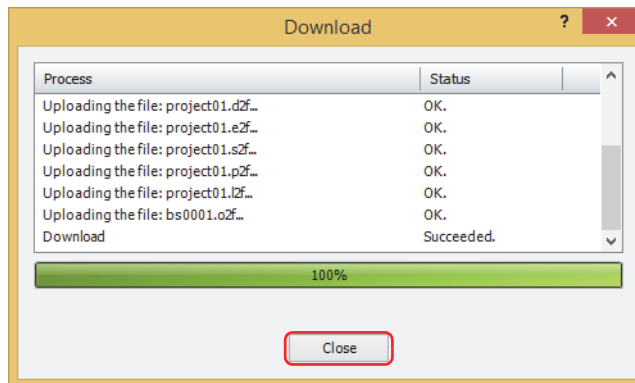 Download
?
Process Status
Uploading the file: project01.d2f... OK.
Uploading the file: project01.e2f... OK.
Uploading the file: project01.s2f... OK.
Uploading the file: project01.p2f... OK.
Uploading the file: project01.l2f... OK.
Uploading the file: bs0001.o2f... OK.
Download Succeeded.
100%
Close